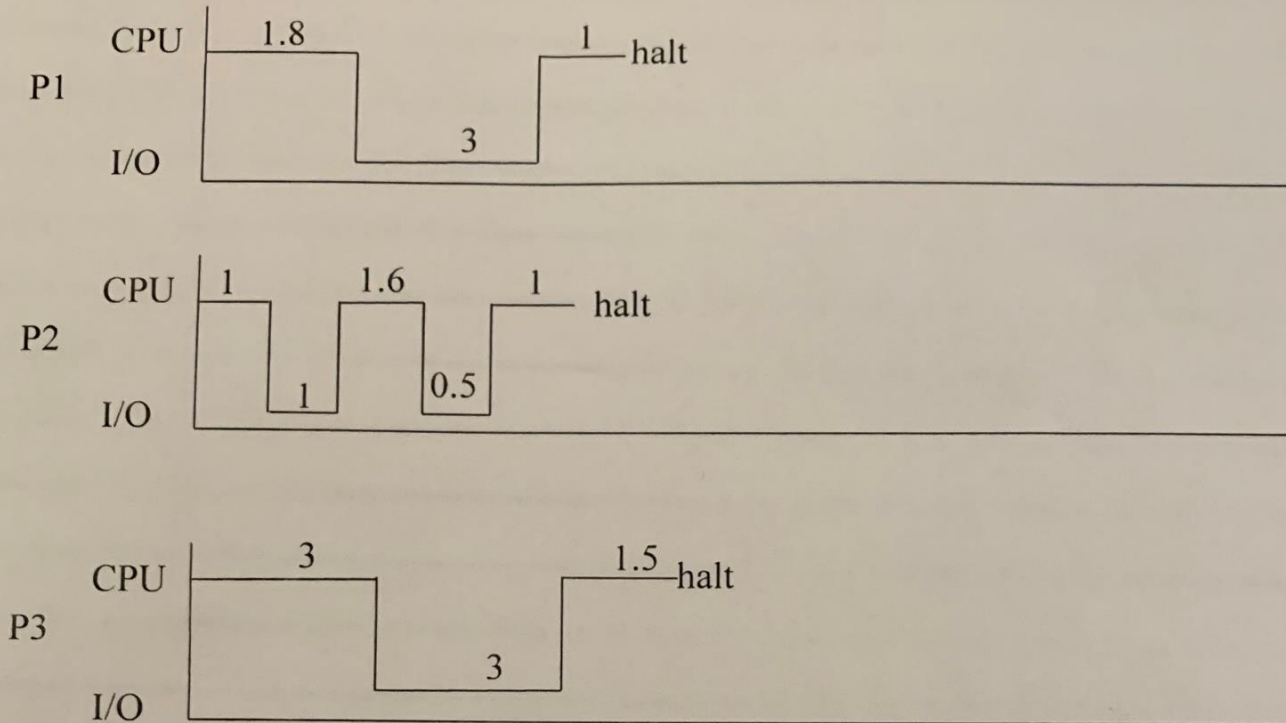 CPU 1.8 1 halt
P1
I/O 3
CPU 1 1.6 1 halt
P2
I/O 1 0.5
CPU 3 1.5 halt
P3
I/O 3